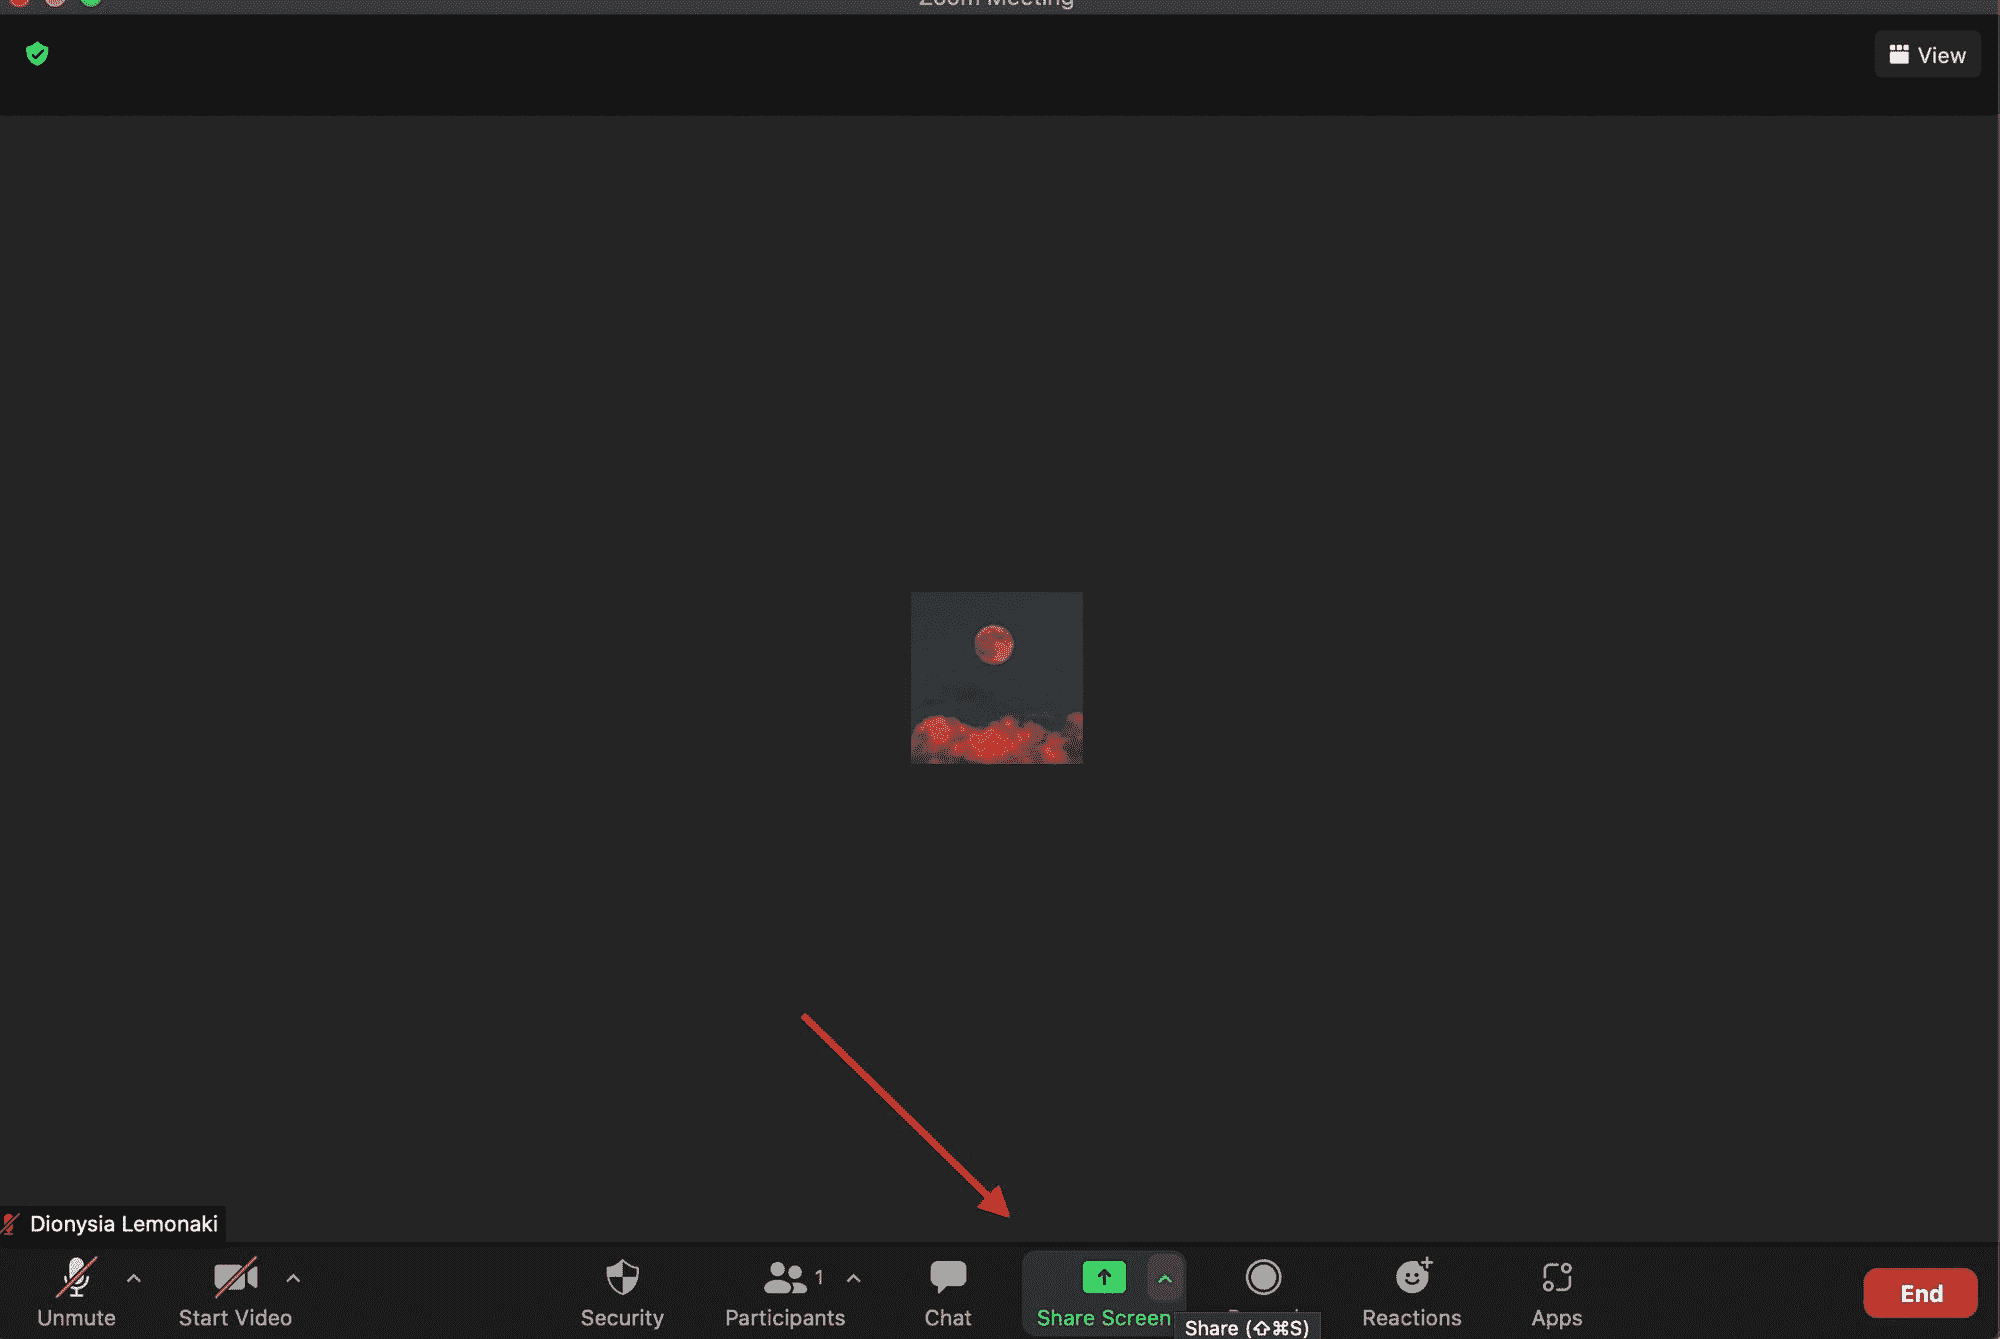 Zoom Meeting
View
Dionysia Lemonaki
1
Unmute
Start Video
Security
Participants
Chat
Share Screen
Share (⇧⌘S)
Reactions
Apps
End